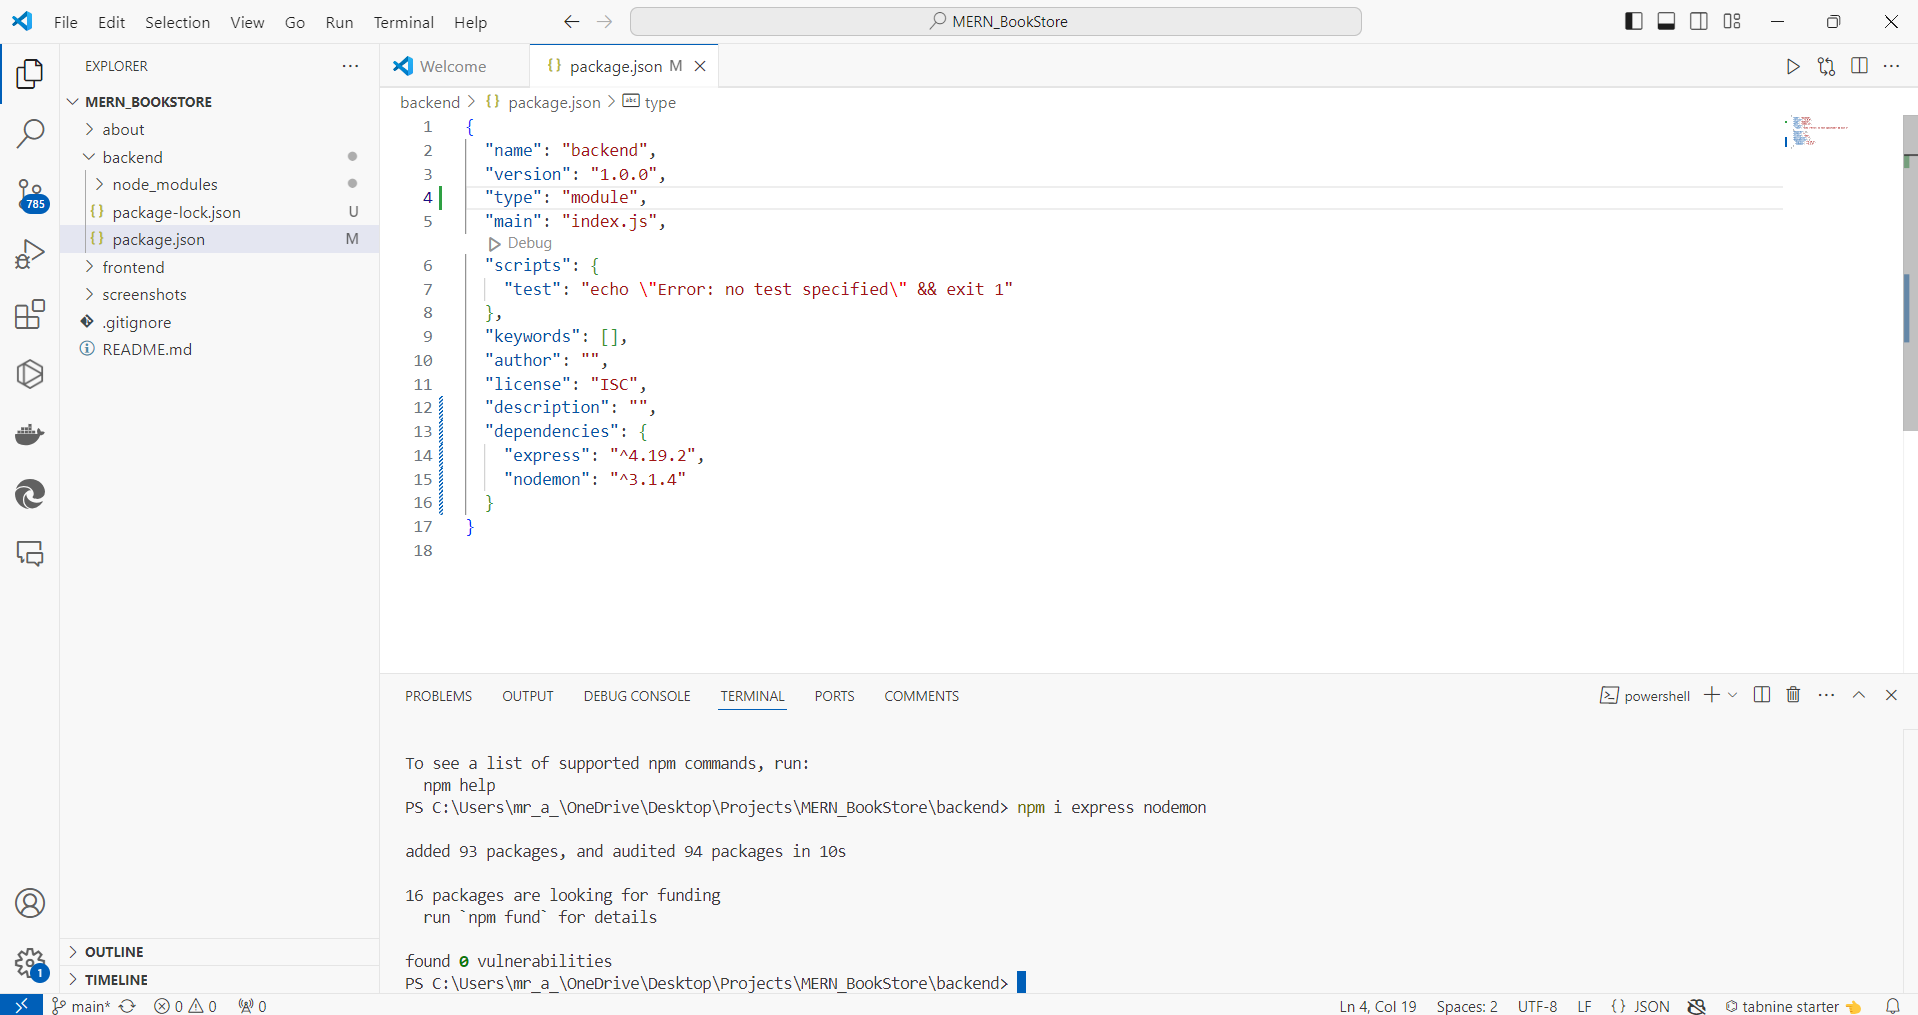 File Edit Selection View Go Run Terminal Help
MERN_BookStore
EXPLORER
MERN_BOOKSTORE
about
backend
node_modules
package-lock.json U
package.json M
frontend
screenshots
.gitignore
README.md
785
1
OUTLINE
TIMELINE
Welcome
package.json M
backend > package.json > type
1 {
2 "name": "backend",
3 "version": "1.0.0",
4 "type": "module",
5 "main": "index.js",
Debug
6 "scripts": {
7 "test": "echo \"Error: no test specified\" && exit 1"
8 },
9 "keywords": [],
10 "author": "",
11 "license": "ISC",
12 "description": "",
13 "dependencies": {
14 "express": "^4.19.2",
15 "nodemon": "^3.1.4"
16 }
17 }
18
PROBLEMS OUTPUT DEBUG CONSOLE TERMINAL PORTS COMMENTS
powershell
To see a list of supported npm commands, run:
npm help
PS C:\Users\mr_a_\OneDrive\Desktop\Projects\MERN_BookStore\backend> npm i express nodemon
added 93 packages, and audited 94 packages in 10s
16 packages are looking for funding
run `npm fund` for details
found 0 vulnerabilities
PS C:\Users\mr_a_\OneDrive\Desktop\Projects\MERN_BookStore\backend>
main* 0 0 0
Ln 4, Col 19 Spaces: 2 UTF-8 LF {} JSON tabnine starter